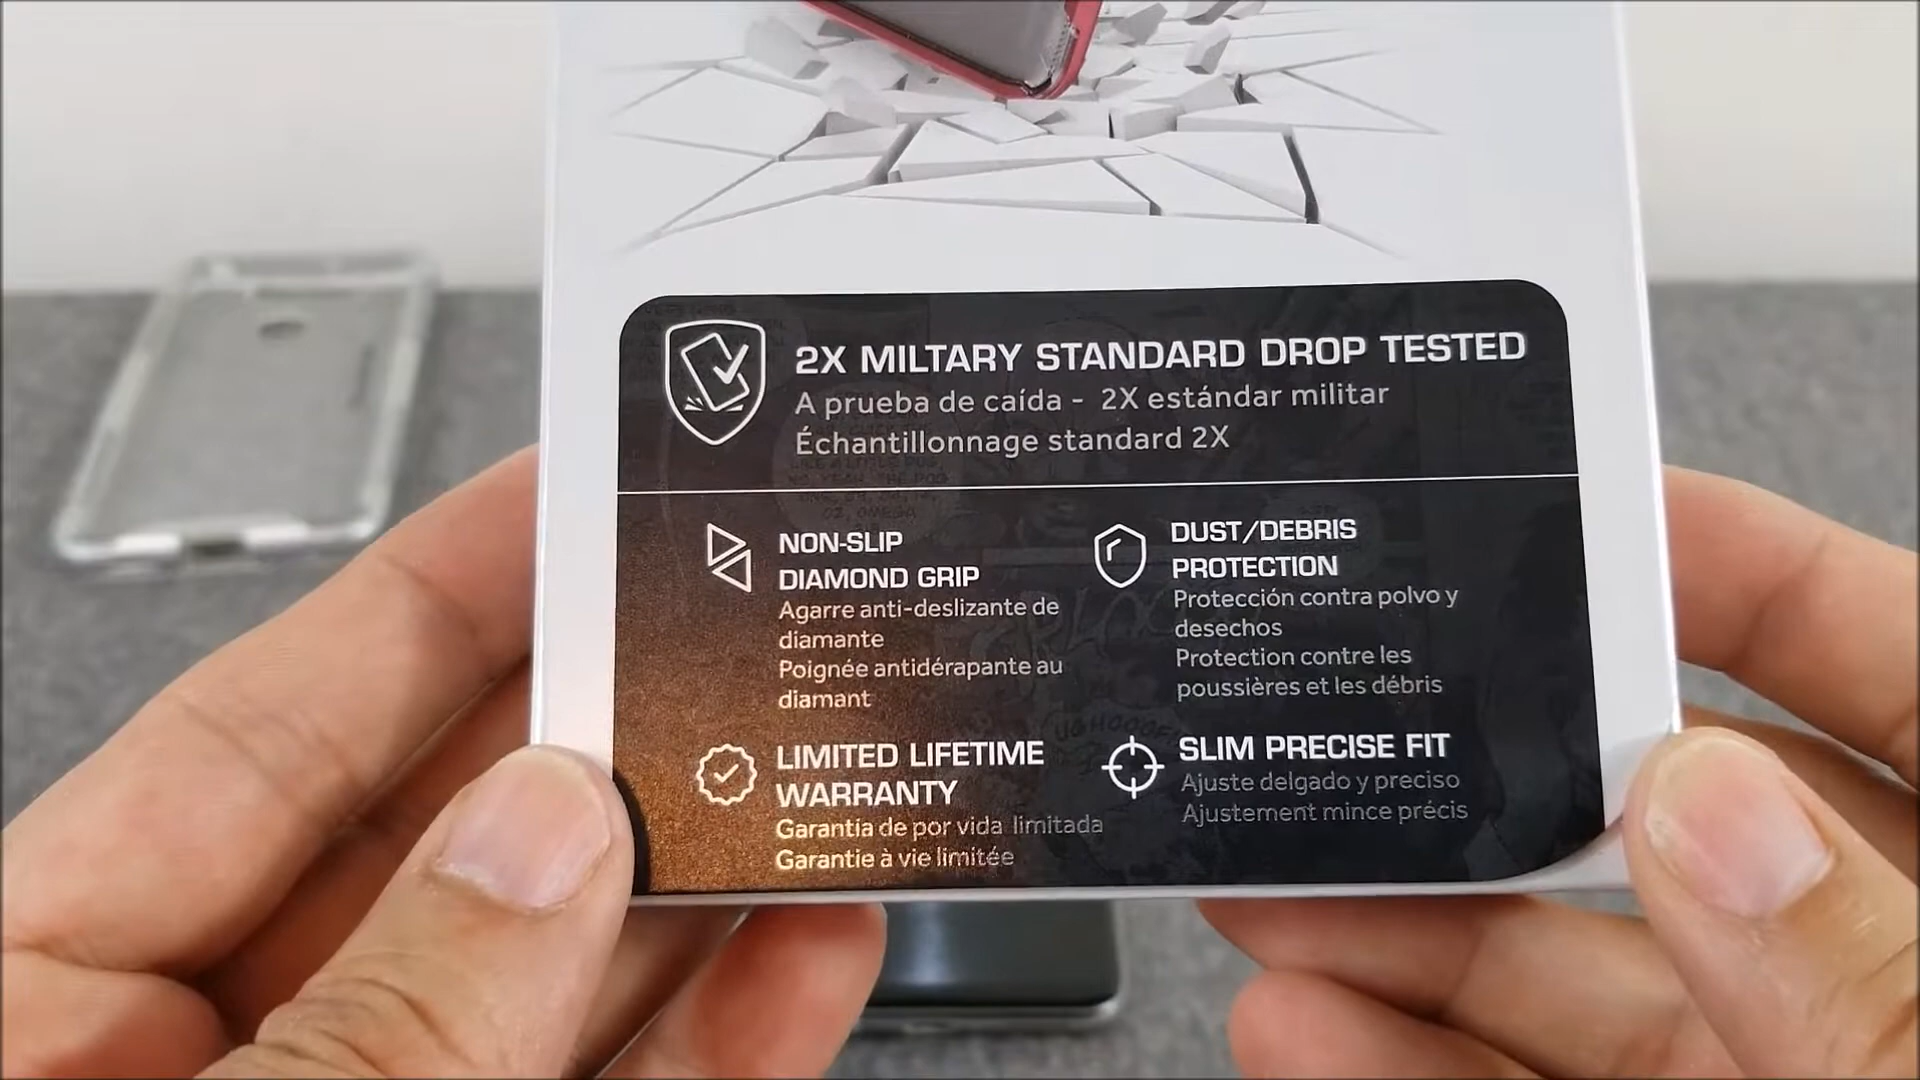 2X MILTARY STANDARD DROP TESTED
A prueba de caída - 2X estándar militar
Échantillonnage standard 2X
NON-SLIP
DIAMOND GRIP
Agarre anti-deslizante de
diamante
Poignée antidérapante au
diamant
DUST/DEBRIS
PROTECTION
Protección contra polvo y
desechos
Protection contre les
poussières et les débris
LIMITED LIFETIME
WARRANTY
Garantía de por vida limitada
Garantie à vie limitée
SLIM PRECISE FIT
Ajuste delgado y preciso
Ajustement mince précis